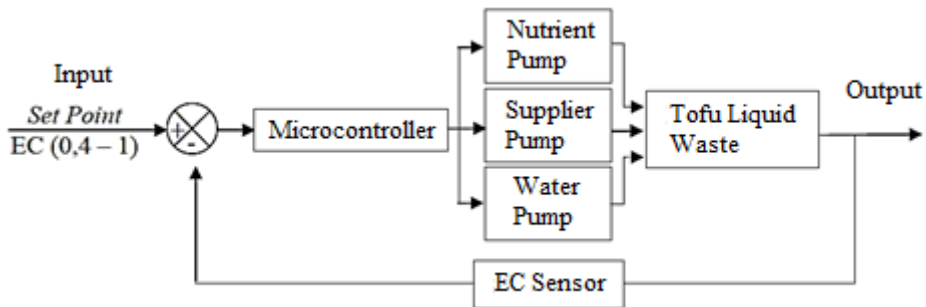 Input
Set Point
EC (0,4 – 1)
+
-
Microcontroller
Nutrient
Pump
Supplier
Pump
Water
Pump
Tofu Liquid
Waste
Output
EC Sensor